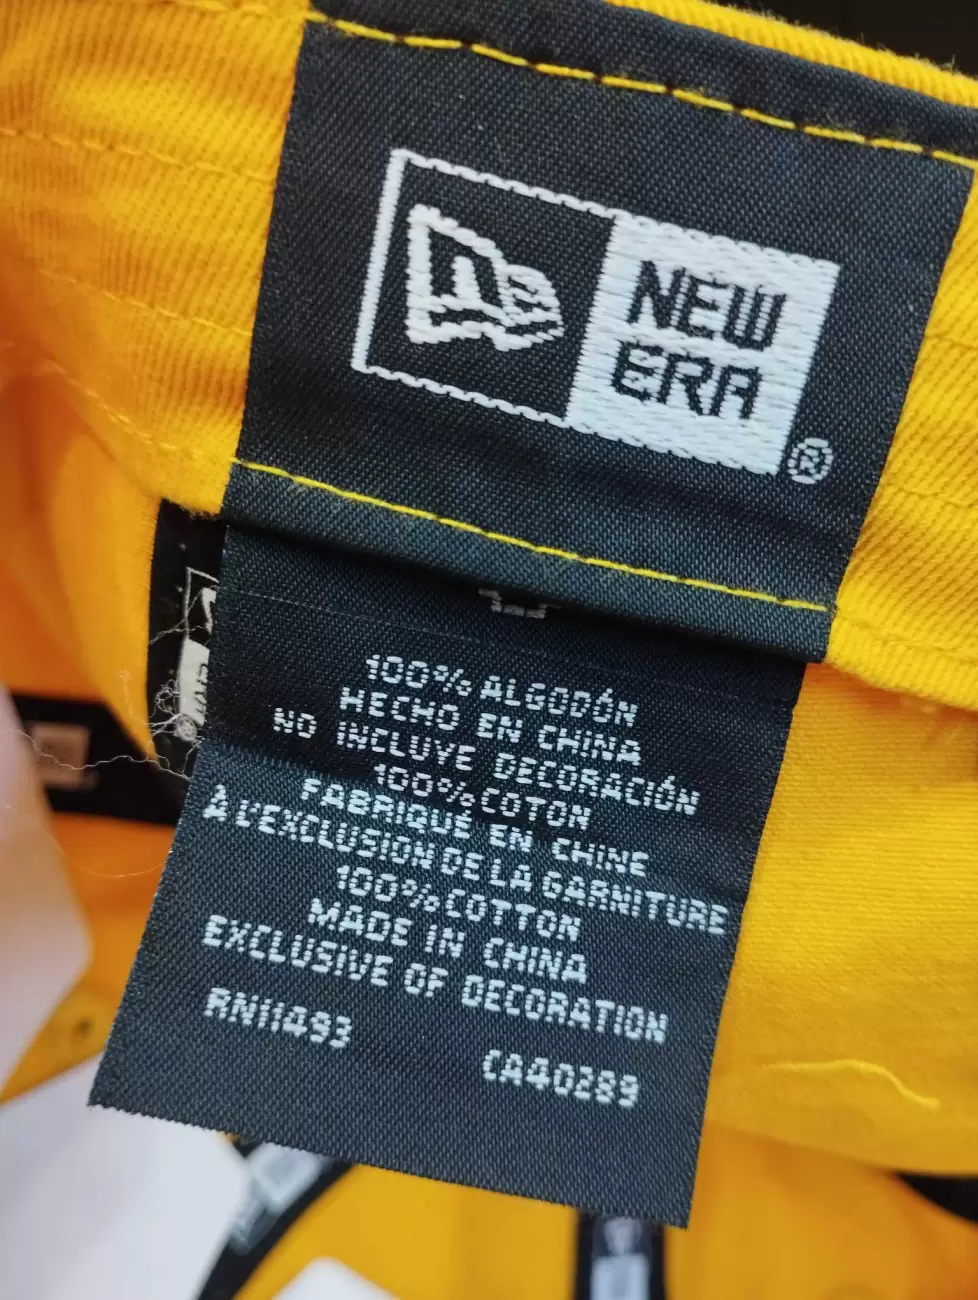 NEW
ERA
®
100% ALGODÓN
HECHO EN CHINA
NO INCLUYE DECORACIÓN
100% COTON
FABRIQUÉ EN CHINE
À L'EXCLUSION DE LA GARNITURE
100% COTTON
MADE IN CHINA
EXCLUSIVE OF DECORATION
RN11493
CA40289